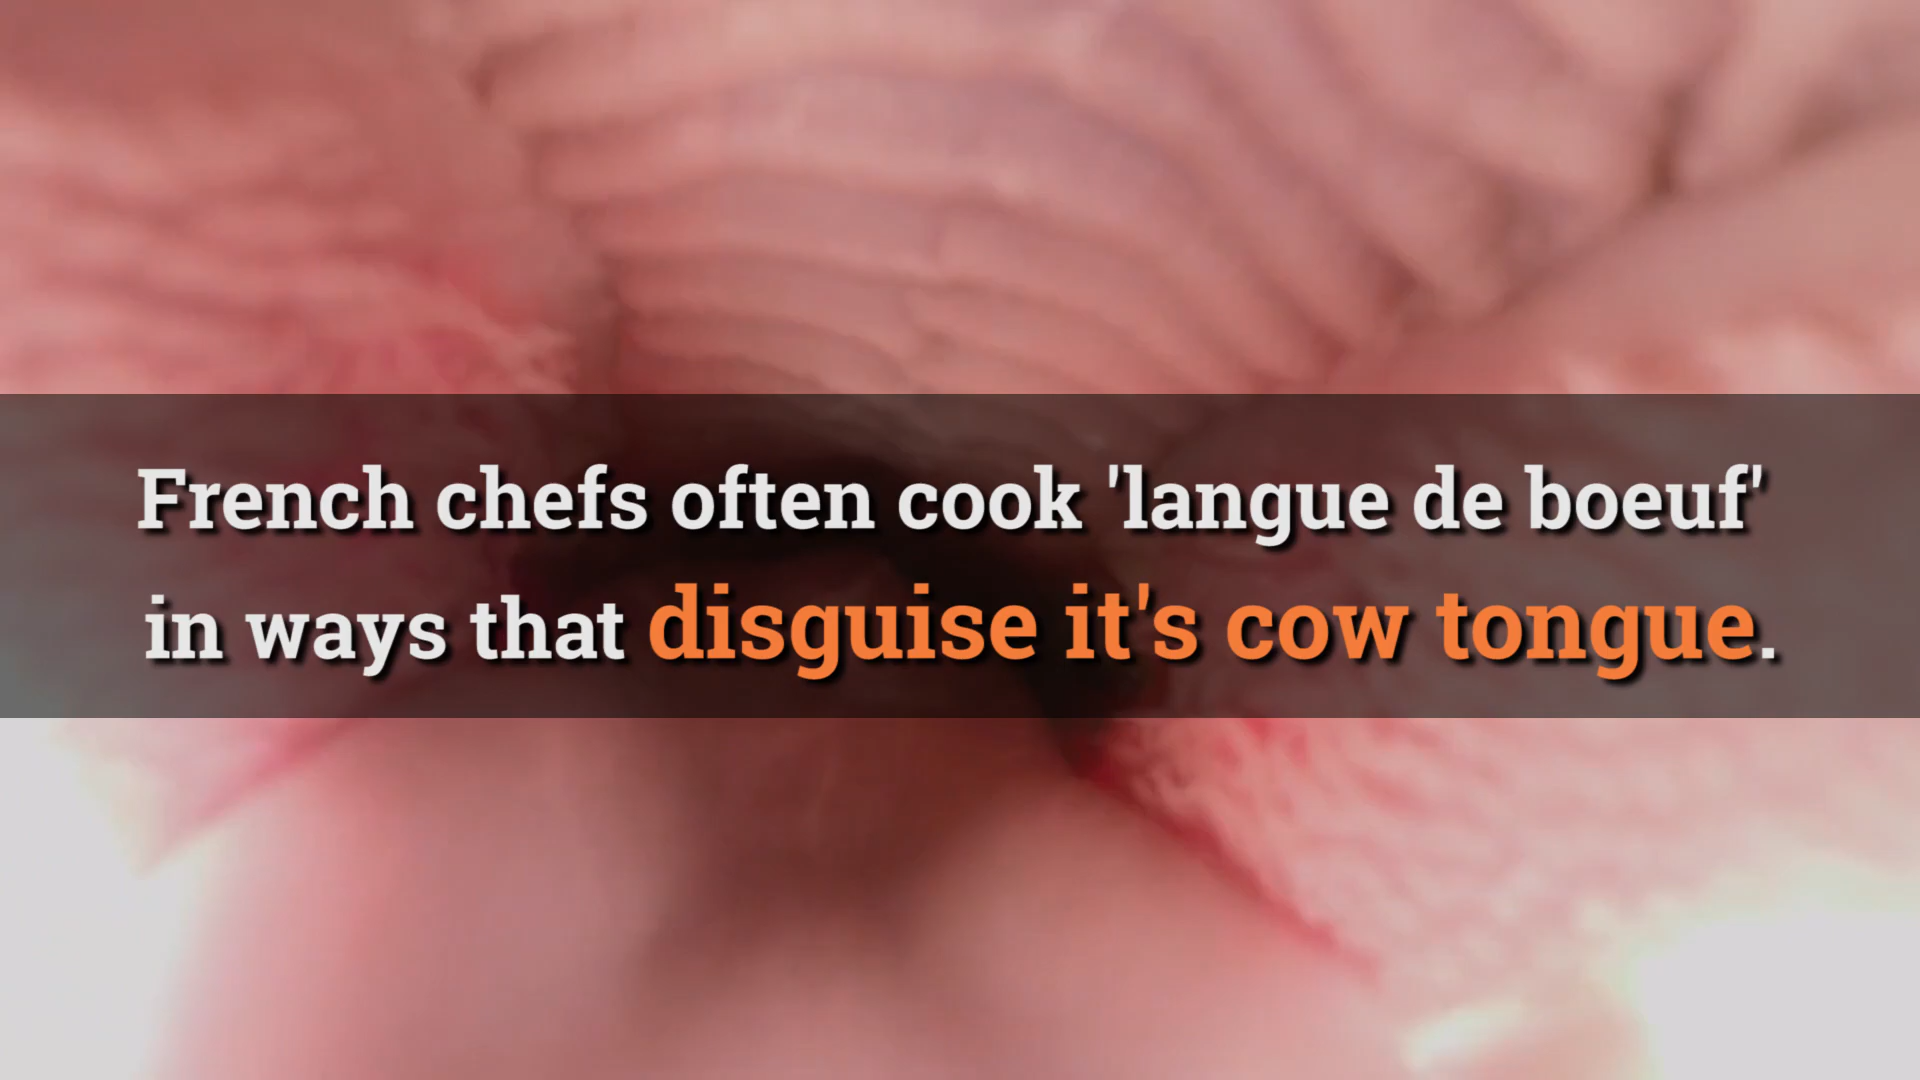 French chefs often cook 'langue de boeuf'
in ways that disguise it's cow tongue.